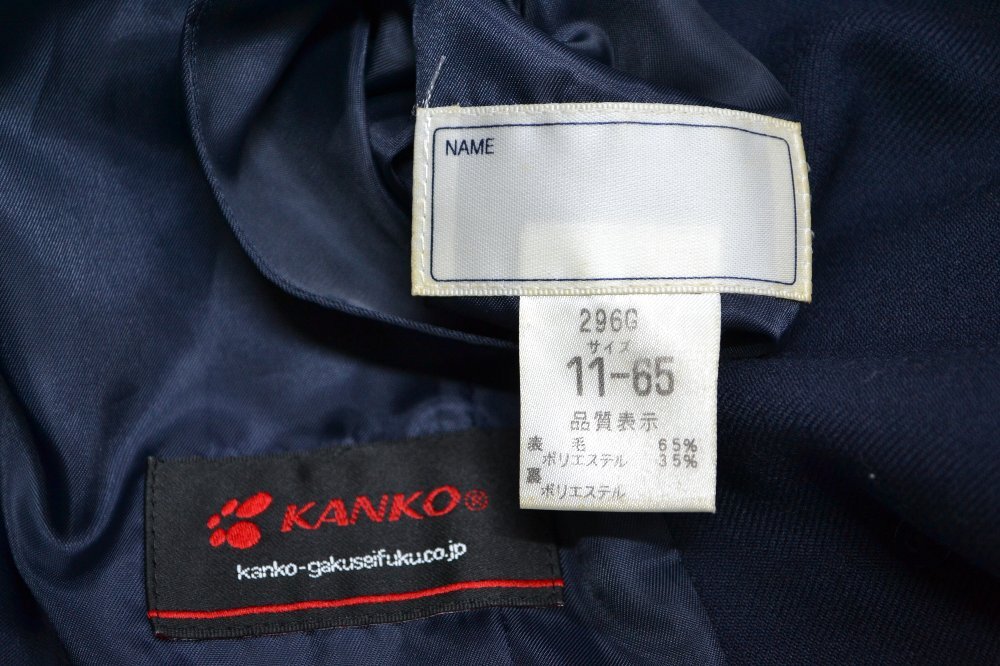 NAME
296G
サイズ
11-65
品質表示
表 毛 65%
ポリエステル 35%
裏
ポリエステル
KANKO®
kanko-gakuseifuku.co.jp